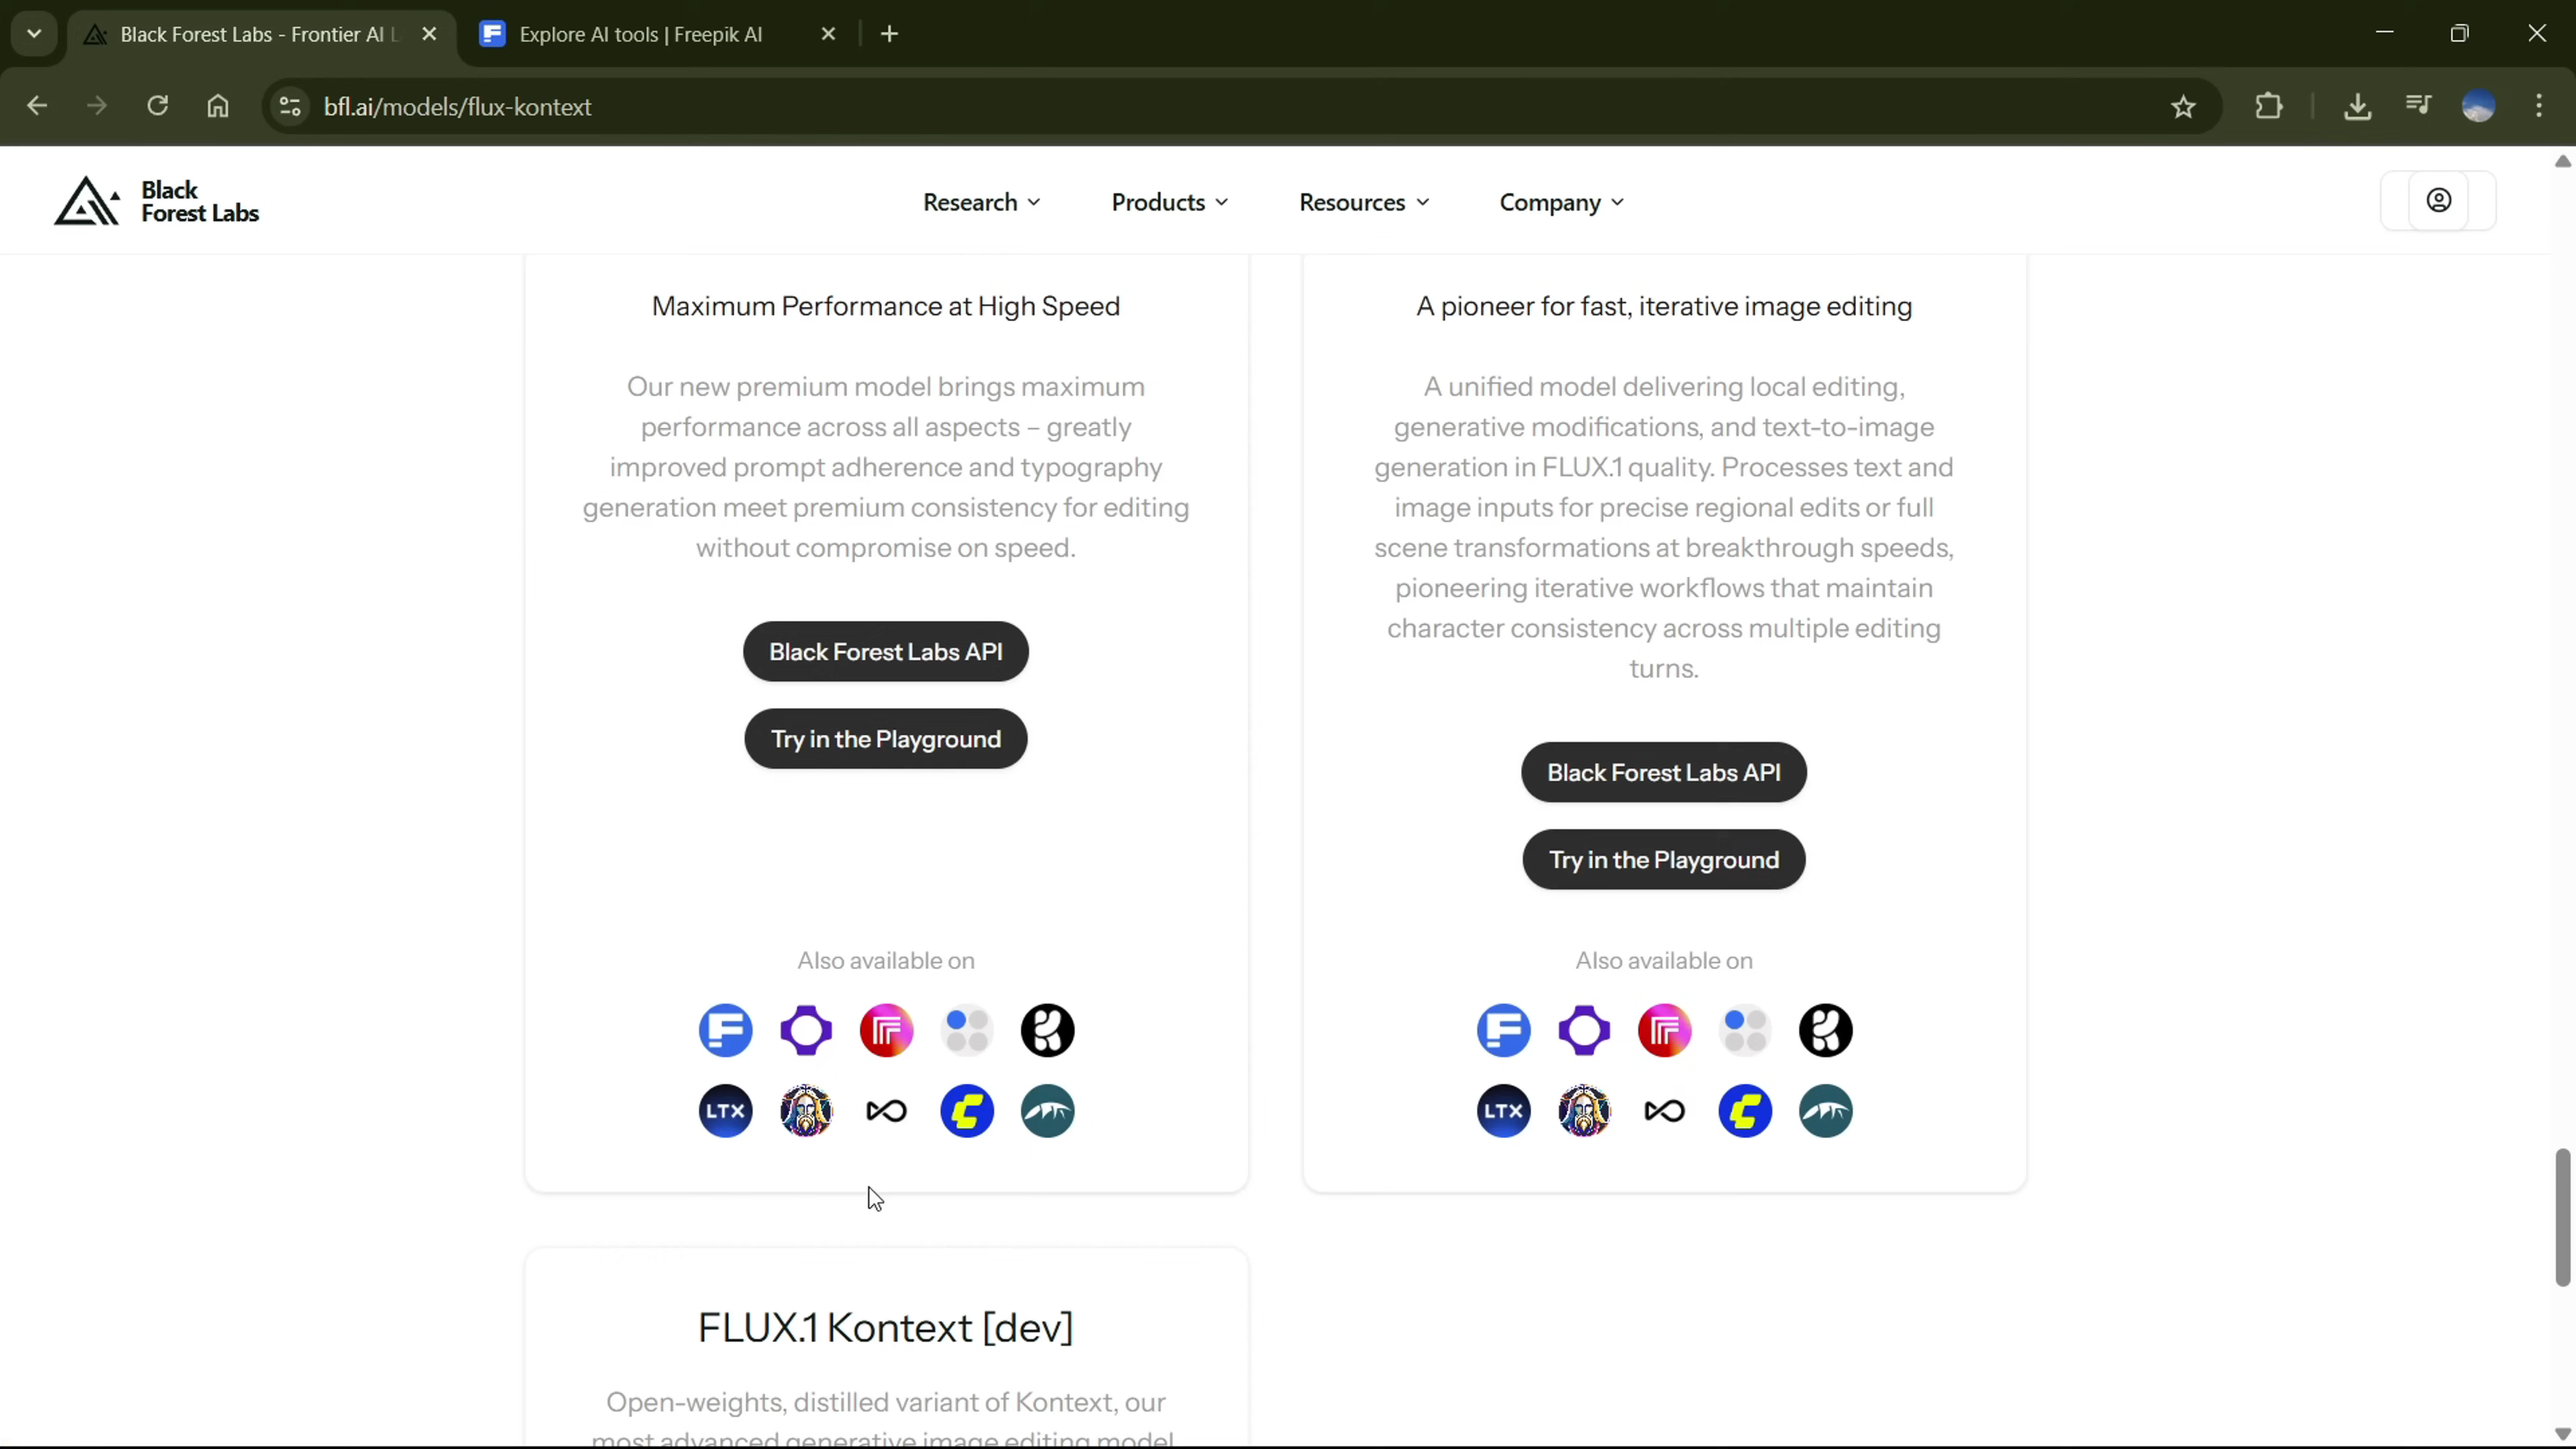 Black Forest Labs - Frontier AI L
Explore AI tools | Freepik AI
bfl.ai/models/flux-kontext
Black
Forest Labs
Research
Products
Resources
Company
Maximum Performance at High Speed
Our new premium model brings maximum
performance across all aspects – greatly
improved prompt adherence and typography
generation meet premium consistency for editing
without compromise on speed.
Black Forest Labs API
Try in the Playground
Also available on
LTX
A pioneer for fast, iterative image editing
A unified model delivering local editing,
generative modifications, and text-to-image
generation in FLUX.1 quality. Processes text and
image inputs for precise regional edits or full
scene transformations at breakthrough speeds,
pioneering iterative workflows that maintain
character consistency across multiple editing
turns.
Black Forest Labs API
Try in the Playground
Also available on
LTX
FLUX.1 Kontext [dev]
Open-weights, distilled variant of Kontext, our
most advanced generative image editing model